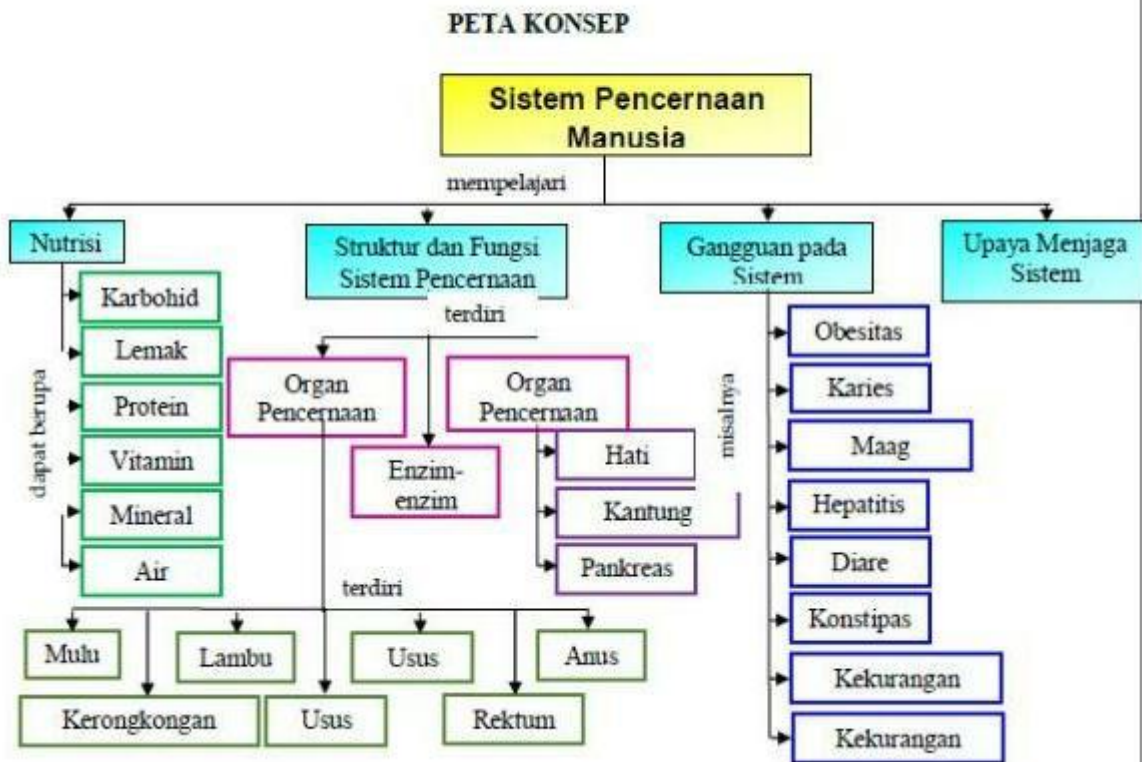 PETA KONSEP
Sistem Pencernaan
Manusia
mempelajari
Nutrisi
Struktur dan Fungsi
Sistem Pencernaan
Gangguan pada
Sistem
Upaya Menjaga
Sistem
dapat berupa
Karbohid
Lemak
Protein
Vitamin
Mineral
Air
terdiri
Organ
Pencernaan
Enzim-
enzim
Organ
Pencernaan
Hati
Kantung
Pankreas
misalnya
Obesitas
Karies
Maag
Hepatitis
Diare
Konstipas
Kekurangan
Kekurangan
terdiri
Mulu
Lambu
Usus
Anus
Kerongkongan
Usus
Rektum